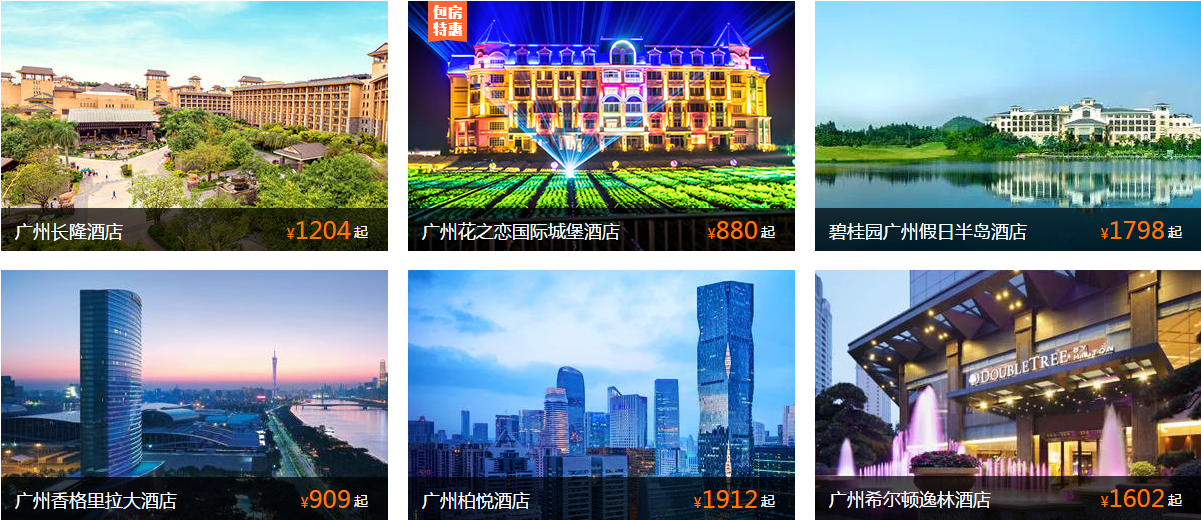 包房
特惠
广州长隆酒店
¥1204起
广州花之恋国际城堡酒店
¥880起
碧桂园广州假日半岛酒店
¥1798起
DOUBLETREE
BY HILTON
广州香格里拉大酒店
¥909起
广州柏悦酒店
¥1912起
广州希尔顿逸林酒店
¥1602起